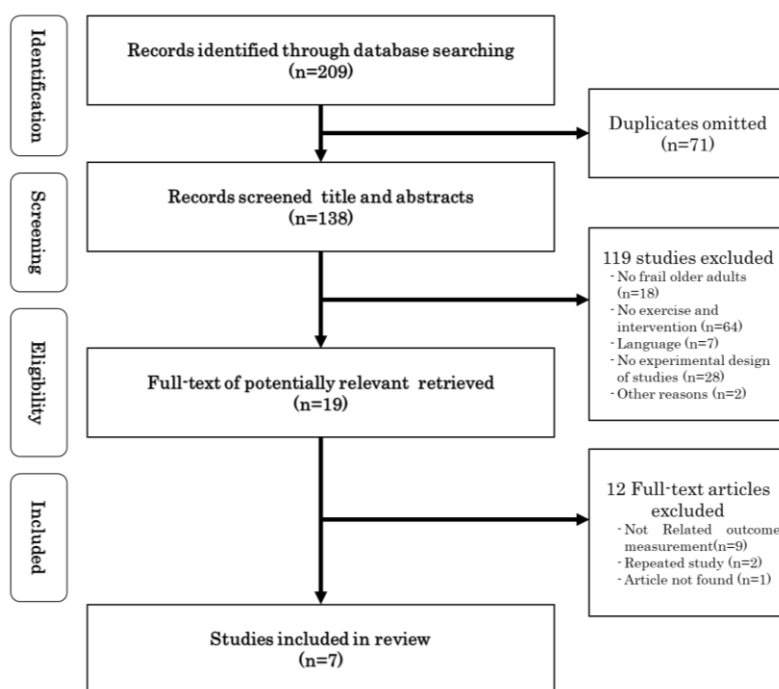 Identification
Records identified through database searching
(n=209)
Duplicates omitted
(n=71)
Screening
Records screened title and abstracts
(n=138)
119 studies excluded
- No frail older adults
(n=18)
- No exercise and
intervention (n=64)
- Language (n=7)
- No experimental design
of studies (n=28)
- Other reasons (n=2)
Eligibility
Full-text of potentially relevant retrieved
(n=19)
12 Full-text articles
excluded
- Not Related outcome
measurement(n=9)
- Repeated study (n=2)
- Article not found (n=1)
Included
Studies included in review
(n=7)